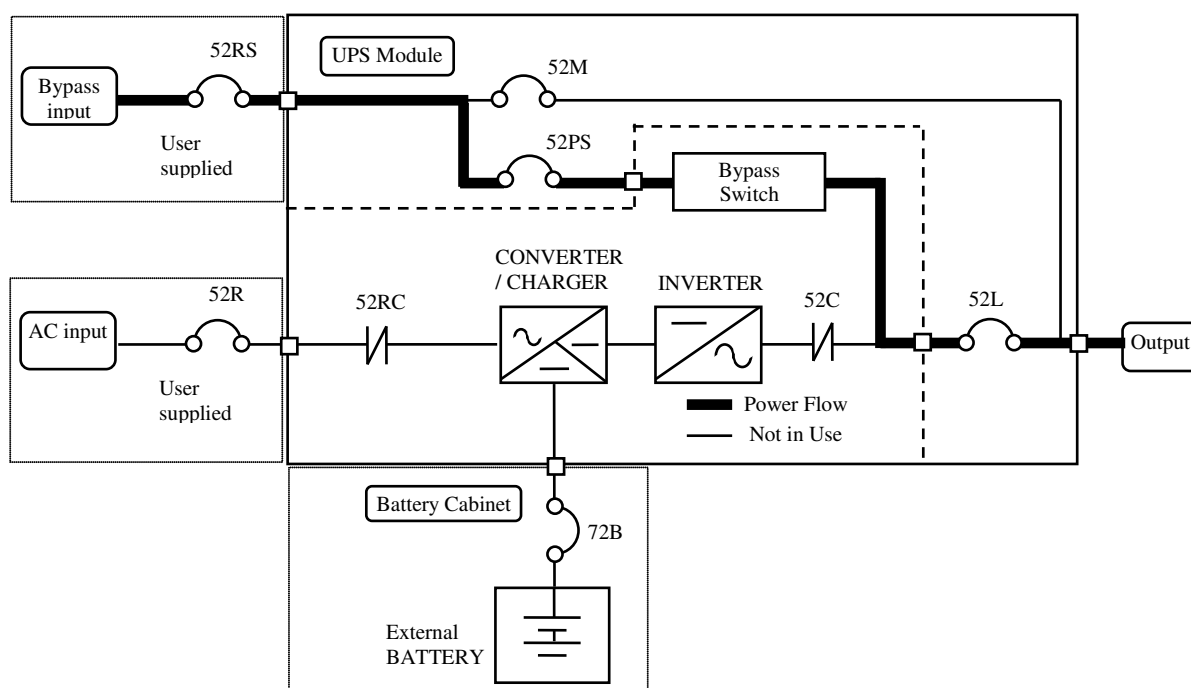 52RS
UPS Module
Bypass
input
52M
User
supplied
52PS
Bypass
Switch
CONVERTER
/ CHARGER
INVERTER
52R
52RC
52C
52L
AC input
Output
User
supplied
Power Flow
Not in Use
Battery Cabinet
72B
External
BATTERY